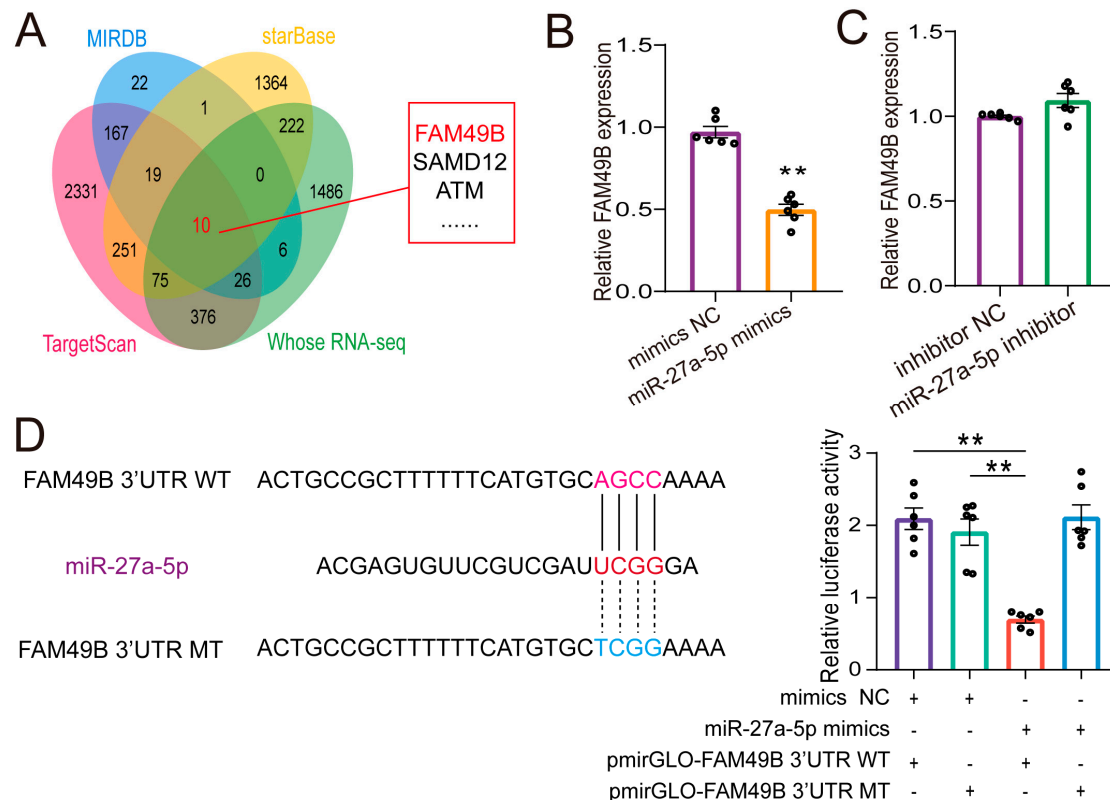 A
MIRDB
starBase
22
1364
1
167
222
19
0
2331
1486
10
251
6
75
26
376
TargetScan
Whose RNA-seq
FAM49B
SAMD12
ATM
......
B
Relative FAM49B expression
1.5
1.0
0.5
0.0
**
mimics NC
miR-27a-5p mimics
C
Relative FAM49B expression
1.5
1.0
0.5
0.0
inhibitor NC
miR-27a-5p inhibitor
D
FAM49B 3’UTR WT ACTGCCGCTTTTTTCATGTGCAGCCAAAA
miR-27a-5p ACGAGUGUUCGUCGAUUCGGGA
FAM49B 3’UTR MT ACTGCCGCTTTTTTCATGTGCTCGGAAAA
Relative luciferase activity
3
2
1
0
**
**
mimics NC + + - -
miR-27a-5p mimics - - + +
pmirGLO-FAM49B 3’UTR WT + - + -
pmirGLO-FAM49B 3’UTR MT - + - +